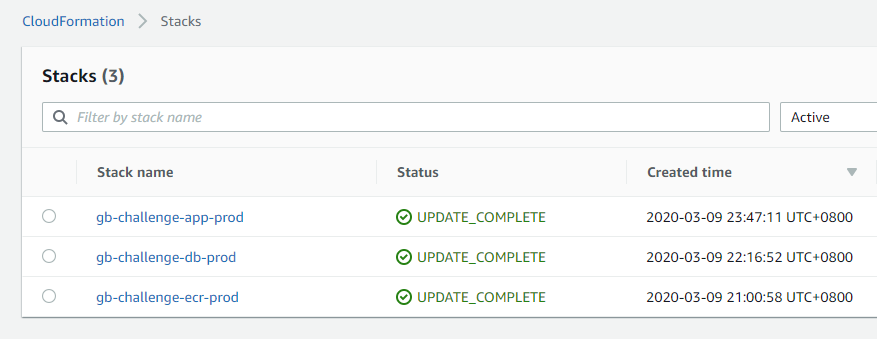 CloudFormation > Stacks
Stacks (3)
Filter by stack name Active
Stack name Status Created time
gb-challenge-app-prod UPDATE_COMPLETE 2020-03-09 23:47:11 UTC+0800
gb-challenge-db-prod UPDATE_COMPLETE 2020-03-09 22:16:52 UTC+0800
gb-challenge-ecr-prod UPDATE_COMPLETE 2020-03-09 21:00:58 UTC+0800